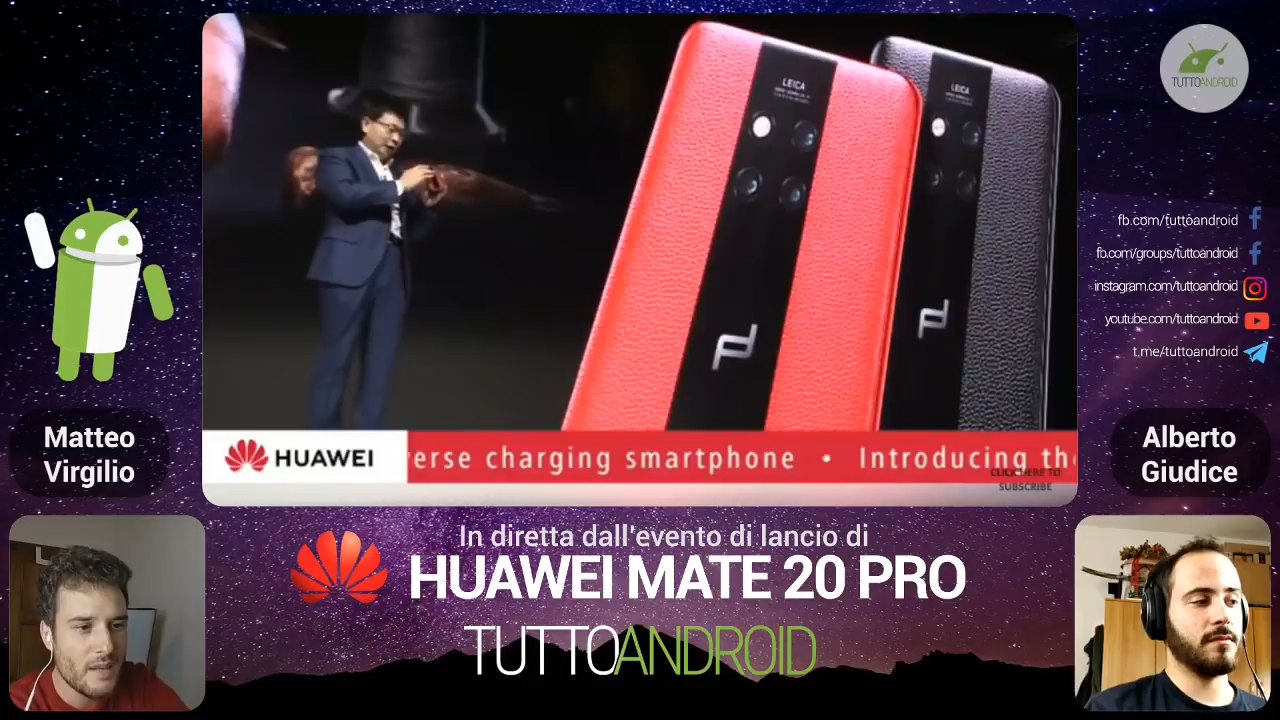 LEICA
LEICA
TUTTOANDROID
fb.com/tuttoandroid
fb.com/groups/tuttoandroid
instagram.com/tuttoandroid
youtube.com/tuttoandroid
t.me/tuttoandroid
Matteo
Virgilio
Alberto
Giudice
HUAWEI
erse charging smartphone • Introducing the
CLICK HERE TO
SUBSCRIBE
In diretta dall'evento di lancio di
HUAWEI MATE 20 PRO
TUTTOANDROID